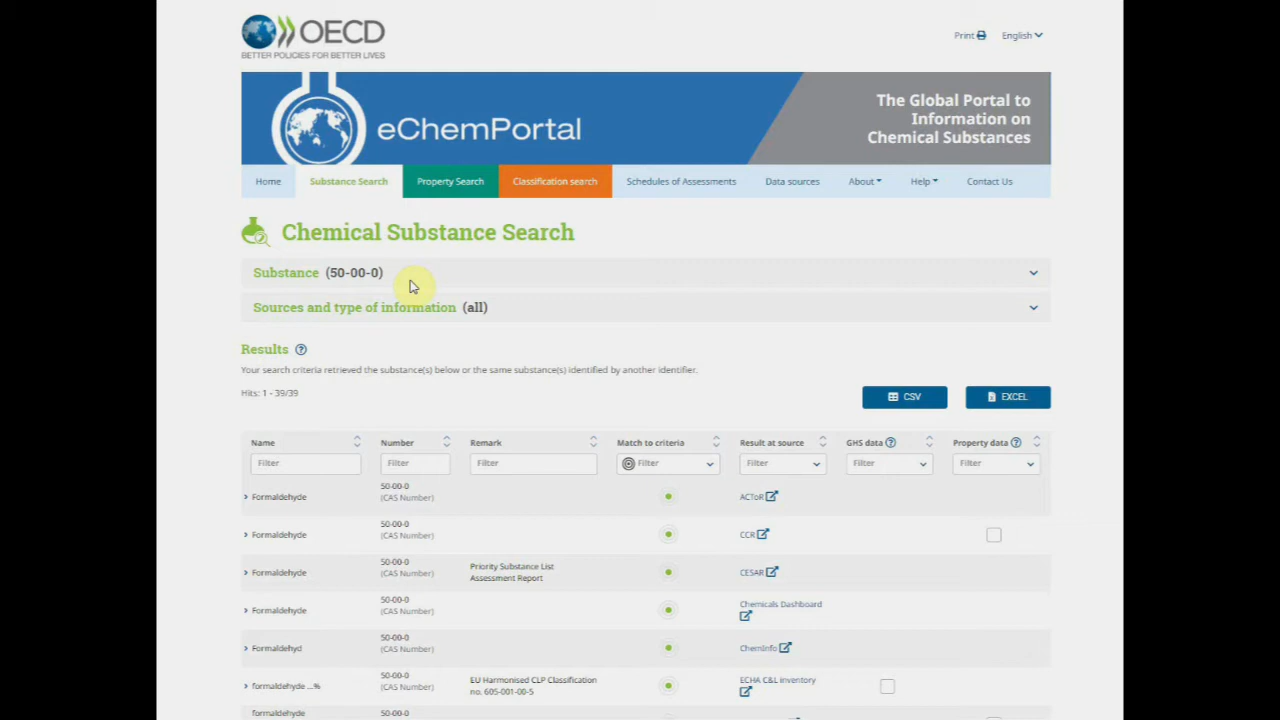 OECD
BETTER POLICIES FOR BETTER LIVES
Print English
eChemPortal
The Global Portal to
Information on
Chemical Substances
Home Substance Search Property Search Classification search Schedules of Assessments Data sources About Help Contact Us
Chemical Substance Search
Substance (50-00-0)
Sources and type of information (all)
Results
Your search criteria retrieved the substance(s) below or the same substance(s) identified by another identifier.
Hits: 1 - 39/39
CSV EXCEL
Name Number Remark Match to criteria Result at source GHS data Property data
Filter Filter Filter Filter Filter Filter Filter
Formaldehyde 50-00-0 (CAS Number) ACToR
Formaldehyde 50-00-0 (CAS Number) CCR
Formaldehyde 50-00-0 (CAS Number) Priority Substance List Assessment Report CESAR
Formaldehyde 50-00-0 (CAS Number) Chemicals Dashboard
Formaldehyd 50-00-0 (CAS Number) ChemInfo
formaldehyde ...% 50-00-0 (CAS Number) EU Harmonised CLP Classification no. 605-001-00-5 ECHA C&L Inventory
formaldehyde 50-00-0